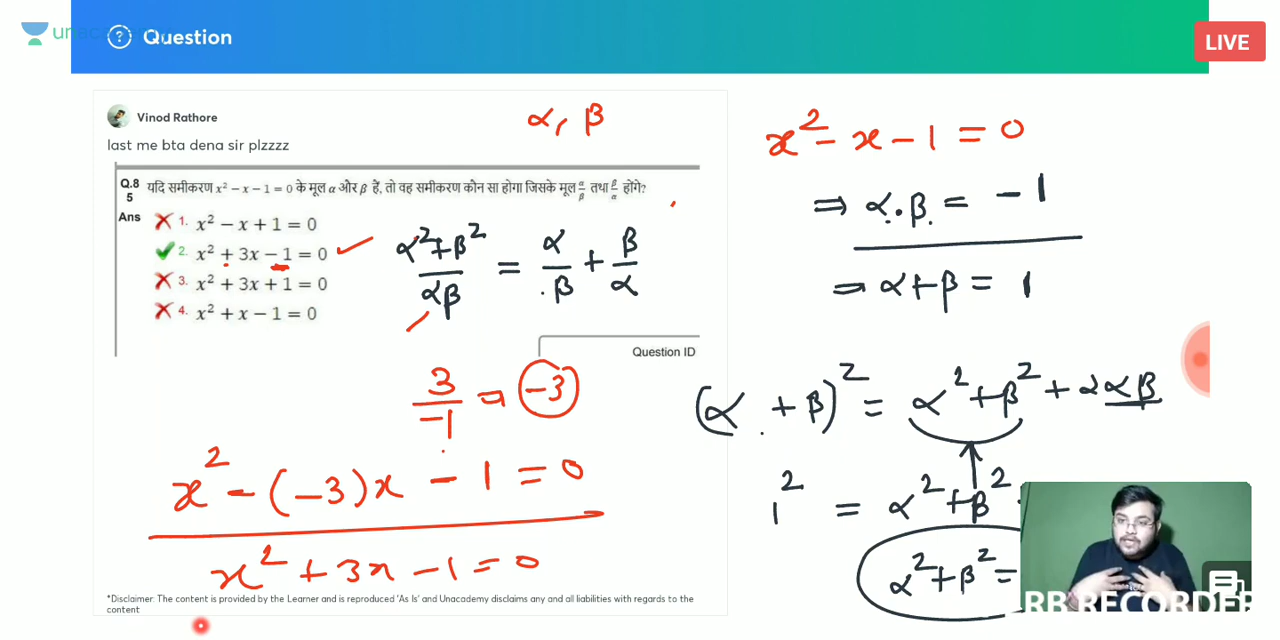 unacademy
Question
LIVE
Vinod Rathore
last me bta dena sir plzzzz
α, β
x² - x - 1 = 0
Q.85 यदि समीकरण x² − x − 1 = 0 के मूल α और β हैं, तो वह समीकरण कौन सा होगा जिसके मूल α/β तथा β/α होंगे?
Ans 1. x² − x + 1 = 0
2. x² + 3x − 1 = 0
3. x² + 3x + 1 = 0
4. x² + x − 1 = 0
Question ID
(α² + β²)/(αβ) = α/β + β/α
⇒ α·β = -1
⇒ α + β = 1
3/-1 = -3
(α + β)² = α² + β² + 2αβ
x² - (-3)x - 1 = 0
1² = α² + β²
x² + 3x - 1 = 0
α² + β² =
RB RECORDER
*Disclaimer: The content is provided by the Learner and is reproduced 'As Is' and Unacademy disclaims any and all liabilities with regards to the
content